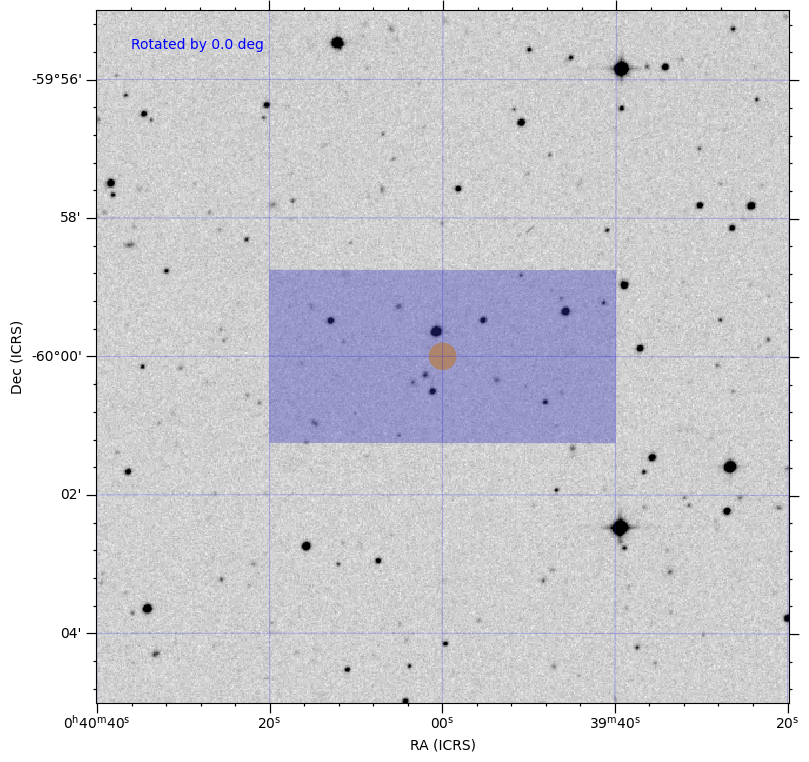 Rotated by 0.0 deg
-59°56'
58'
-60°00'
02'
04'
Dec (ICRS)
0ʰ40ᵐ40ˢ 20ˢ 00ˢ 39ᵐ40ˢ 20ˢ
RA (ICRS)